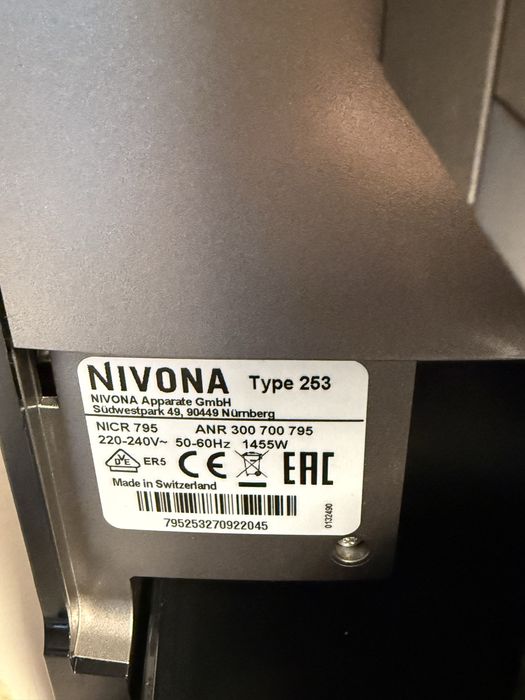 NIVONA Type 253
NIVONA Apparate GmbH
Südwestpark 49, 90449 Nürnberg
NICR 795 ANR 300 700 795
220-240V~ 50-60Hz 1455W
DVE ER5 CE EAC
Made in Switzerland
795253270922045
0132490